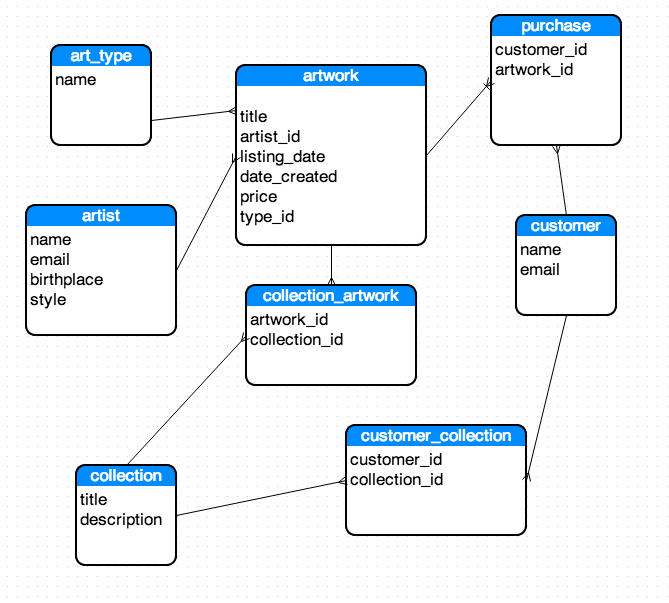 art_type
name
artwork
title
artist_id
listing_date
date_created
price
type_id
purchase
customer_id
artwork_id
artist
name
email
birthplace
style
customer
name
email
collection_artwork
artwork_id
collection_id
customer_collection
customer_id
collection_id
collection
title
description